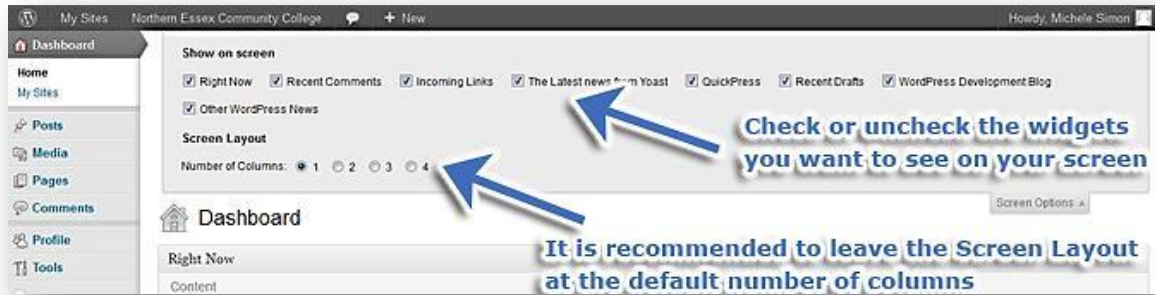 My Sites Northern Essex Community College + New Howdy, Michele Simon
Dashboard
Home
My Sites
Posts
Media
Pages
Comments
Profile
Tools
Show on screen
Right Now Recent Comments Incoming Links The Latest news from Yoast QuickPress Recent Drafts WordPress Development Blog
Other WordPress News
Screen Layout
Number of Columns: 1 2 3 4
Check or uncheck the widgets
you want to see on your screen
Screen Options
Dashboard
It is recommended to leave the Screen Layout
at the default number of columns
Right Now
Content